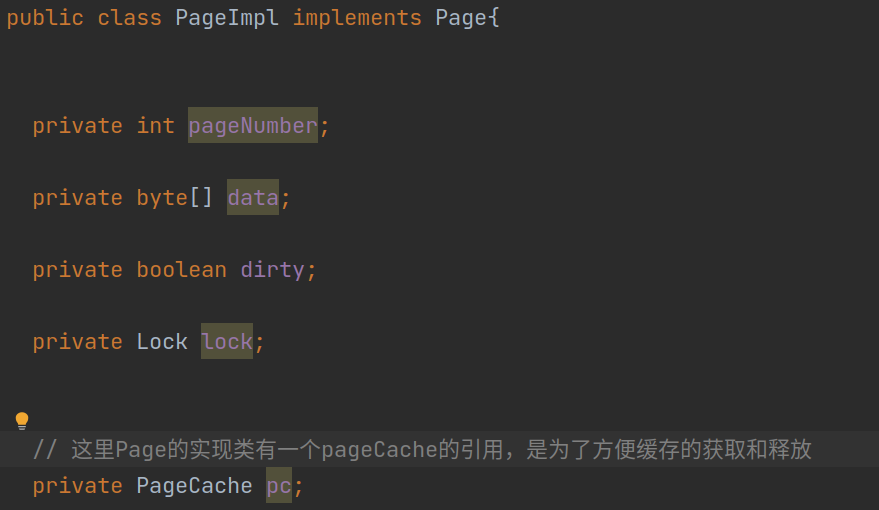 public class PageImpl implements Page{
private int pageNumber;
private byte[] data;
private boolean dirty;
private Lock lock;
// 这里Page的实现类有一个pageCache的引用，是为了方便缓存的获取和释放
private PageCache pc;